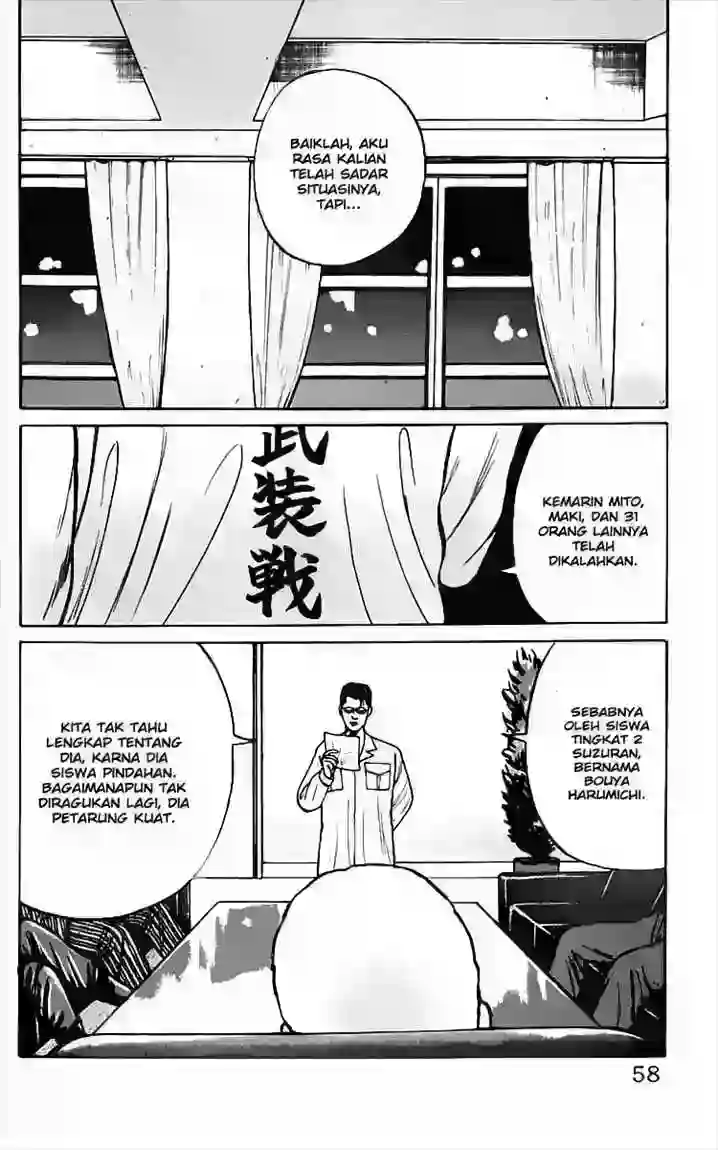 BAIKLAH, AKU
RASA KALIAN
TELAH SADAR
SITUASINYA,
TAPI...
武装戦
KEMARIN MITO,
MAKI, DAN 31
ORANG LAINNYA
TELAH
DIKALAHKAN.
SEBABNYA
OLEH SISWA
TINGKAT 2
SUZURAN,
BERNAMA
BOUYA
HARUMICHI.
KITA TAK TAHU
LENGKAP TENTANG
DIA, KARNA DIA
SISWA PINDAHAN.
BAGAIMANAPUN TAK
DIRAGUKAN LAGI, DIA
PETARUNG KUAT.
58